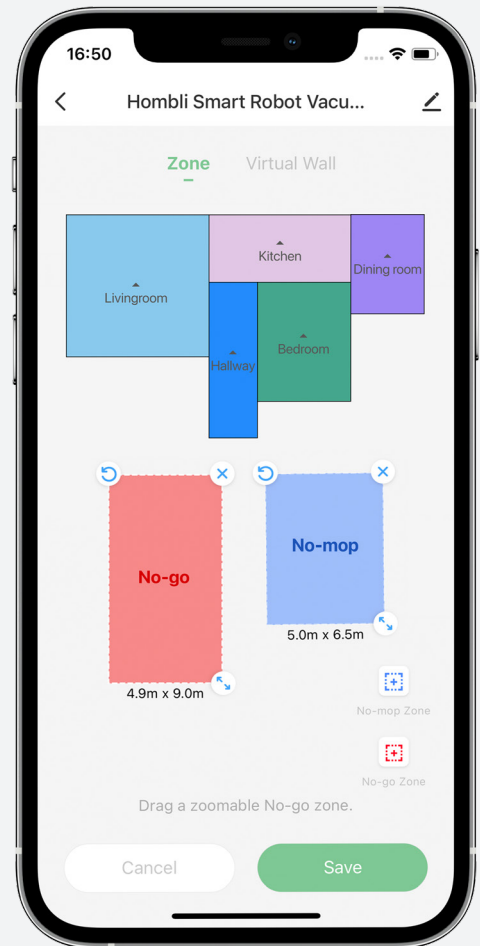 16:50
Hombli Smart Robot Vacu...
Zone
Virtual Wall
Livingroom
Kitchen
Dining room
Hallway
Bedroom
No-go
No-mop
4.9m x 9.0m
5.0m x 6.5m
No-mop Zone
No-go Zone
Drag a zoomable No-go zone.
Cancel
Save